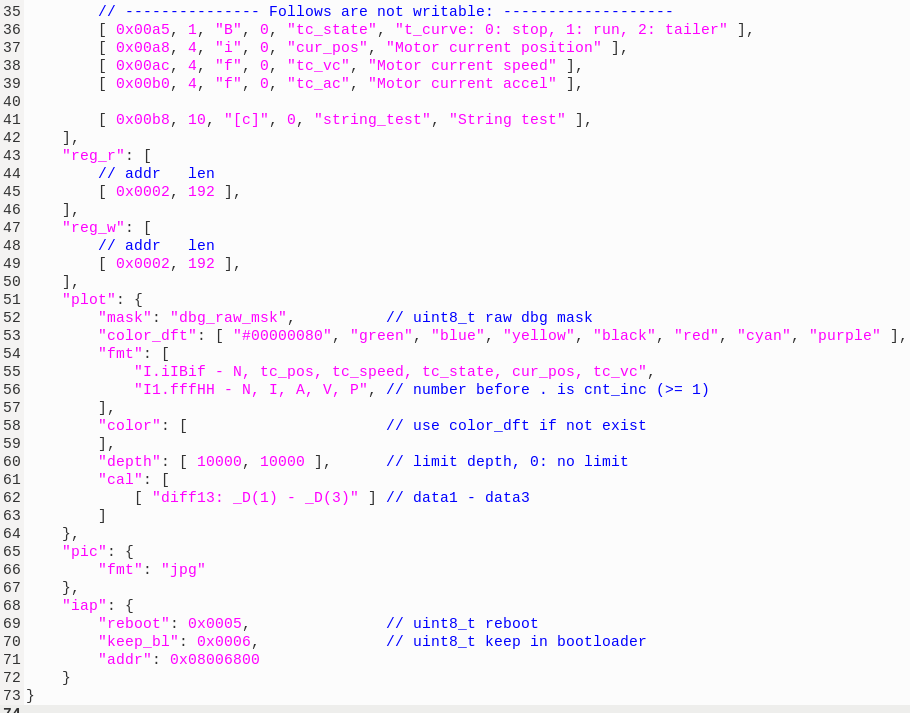 35         // --------------- Follows are not writable: -------------------
36         [ 0x00a5, 1, "B", 0, "tc_state", "t_curve: 0: stop, 1: run, 2: tailer" ],
37         [ 0x00a8, 4, "i", 0, "cur_pos", "Motor current position" ],
38         [ 0x00ac, 4, "f", 0, "tc_vc", "Motor current speed" ],
39         [ 0x00b0, 4, "f", 0, "tc_ac", "Motor current accel" ],
40
41         [ 0x00b8, 10, "[c]", 0, "string_test", "String test" ],
42     ],
43     "reg_r": [
44         // addr   len
45         [ 0x0002, 192 ],
46     ],
47     "reg_w": [
48         // addr   len
49         [ 0x0002, 192 ],
50     ],
51     "plot": {
52         "mask": "dbg_raw_msk",          // uint8_t raw dbg mask
53         "color_dft": [ "#00000080", "green", "blue", "yellow", "black", "red", "cyan", "purple" ],
54         "fmt": [
55             "I.iIBif - N, tc_pos, tc_speed, tc_state, cur_pos, tc_vc",
56             "I1.fffHH - N, I, A, V, P", // number before . is cnt_inc (>= 1)
57         ],
58         "color": [                      // use color_dft if not exist
59         ],
60         "depth": [ 10000, 10000 ],      // limit depth, 0: no limit
61         "cal": [
62             [ "diff13: _D(1) - _D(3)" ] // data1 - data3
63         ]
64     },
65     "pic": {
66         "fmt": "jpg"
67     },
68     "iap": {
69         "reboot": 0x0005,               // uint8_t reboot
70         "keep_bl": 0x0006,              // uint8_t keep in bootloader
71         "addr": 0x08006800
72     }
73 }
74